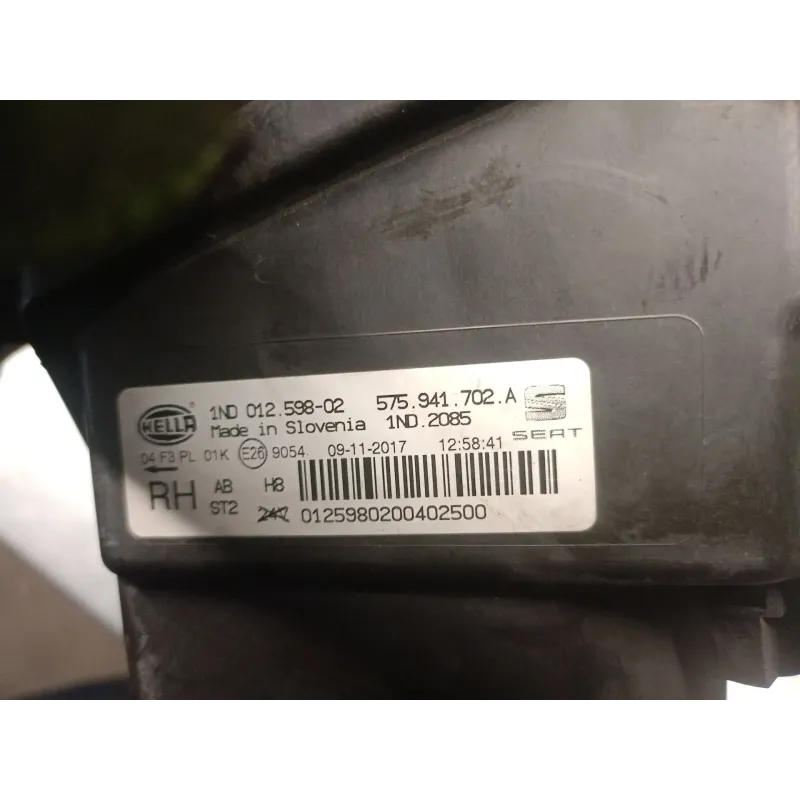 HELLA 1ND 012.598-02 575.941.702.A
Made in Slovenia 1ND.2085 SEAT
04 F3 PL 01K E26 9054 09-11-2017 12:58:41
RH AB H8
ST2 0125980200402500